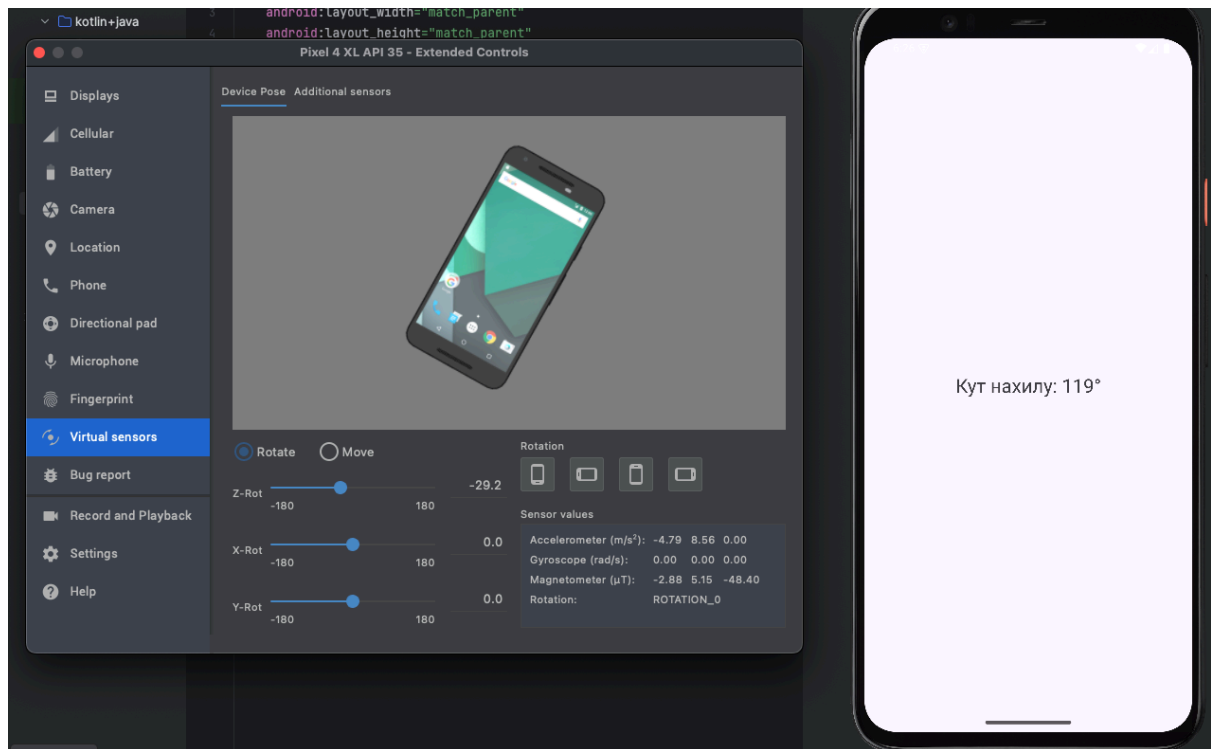 kotlin+java
3 android:layout_width="match_parent"
4 android:layout_height="match_parent"
Pixel 4 XL API 35 - Extended Controls
Displays
Cellular
Battery
Camera
Location
Phone
Directional pad
Microphone
Fingerprint
Virtual sensors
Bug report
Record and Playback
Settings
Help
Device Pose Additional sensors
Rotate Move
Z-Rot -29.2
-180 180
X-Rot 0.0
-180 180
Y-Rot 0.0
-180 180
Rotation
Sensor values
Accelerometer (m/s²): -4.79 8.56 0.00
Gyroscope (rad/s): 0.00 0.00 0.00
Magnetometer (μT): -2.88 5.15 -48.40
Rotation: ROTATION_0
Кут нахилу: 119°